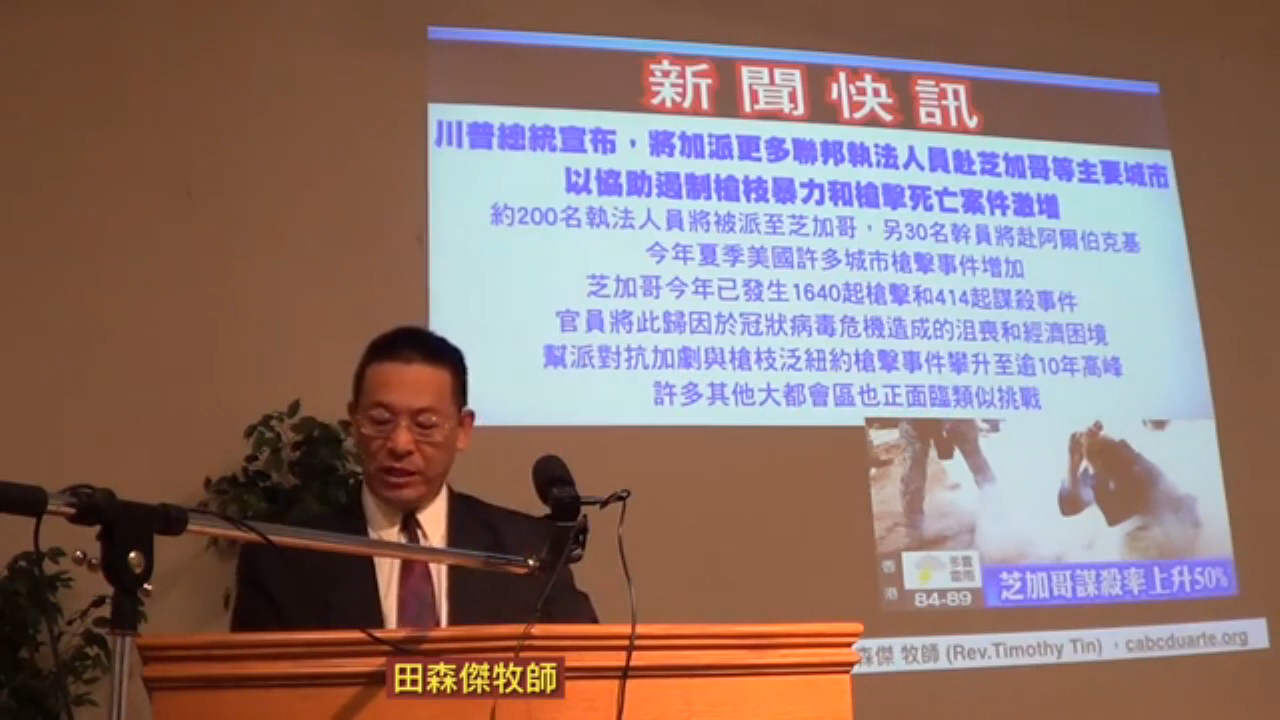 新聞快訊
川普總統宣布，將加派更多聯邦執法人員赴芝加哥等主要城市
以協助遏制槍枝暴力和槍擊死亡案件激增
約200名執法人員將被派至芝加哥，另30名幹員將赴阿爾伯克基
今年夏季美國許多城市槍擊事件增加
芝加哥今年已發生1640起槍擊和414起謀殺事件
官員將此歸因於冠狀病毒危機造成的沮喪和經濟困境
幫派對抗加劇與槍枝泛紐約槍擊事件攀升至逾10年高峰
許多其他大都會區也正面臨類似挑戰
香港
多雲
雷雨
84-89
芝加哥謀殺率上升50%
森傑 牧師 (Rev.Timothy Tin) ，cabcduarte.org
田森傑牧師